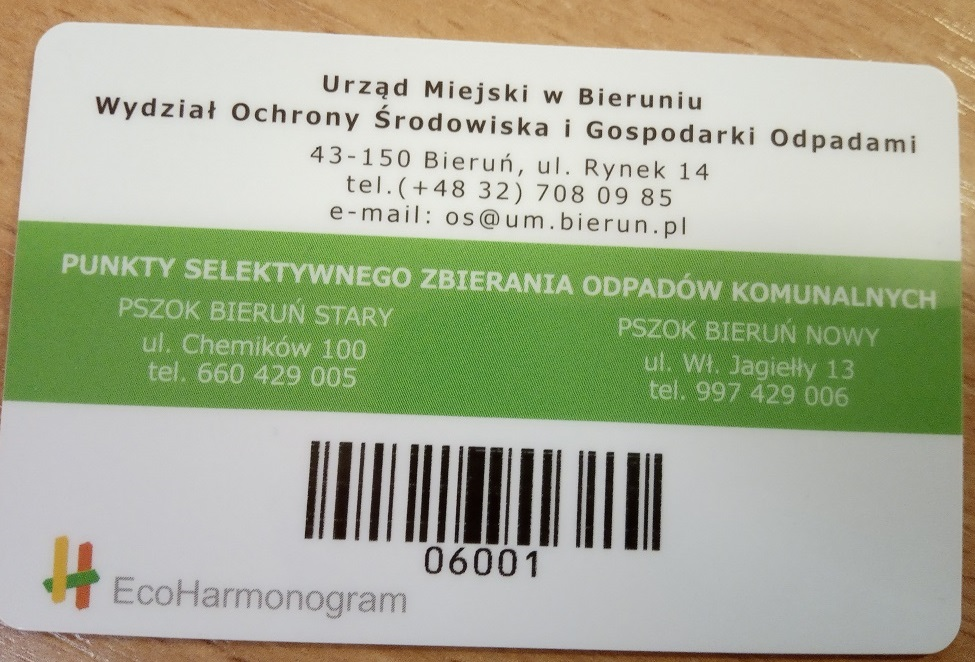 Urząd Miejski w Bieruniu
Wydział Ochrony Środowiska i Gospodarki Odpadami
43-150 Bieruń, ul. Rynek 14
tel.(+48 32) 708 09 85
e-mail: os@um.bierun.pl
PUNKTY SELEKTYWNEGO ZBIERANIA ODPADÓW KOMUNALNYCH
PSZOK BIERUŃ STARY
ul. Chemików 100
tel. 660 429 005
PSZOK BIERUŃ NOWY
ul. Wł. Jagiełły 13
tel. 997 429 006
06001
EcoHarmonogram